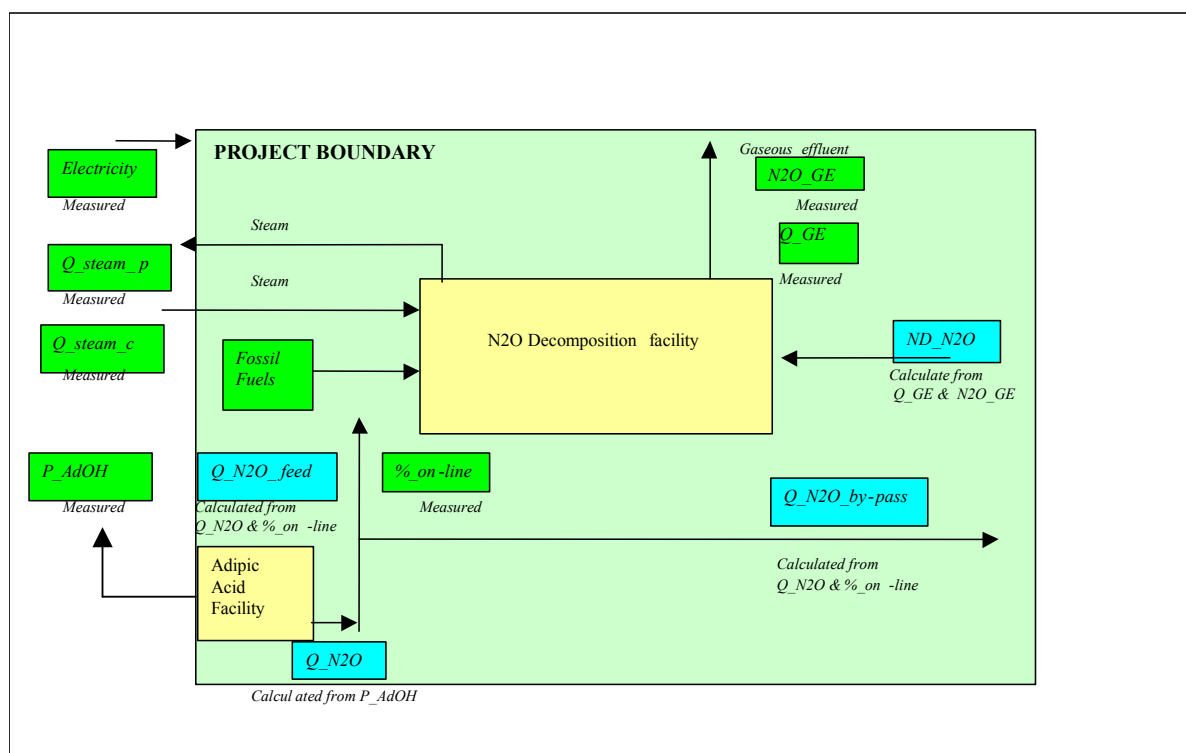 PROJECT BOUNDARY
Electricity
Measured
Gaseous effluent
N2O_GE
Measured
Q_GE
Measured
Steam
Q_steam_p
Measured
Steam
Q_steam_c
Measured
N2O Decomposition facility
Fossil
Fuels
ND_N2O
Calculate from
Q_GE & N2O_GE
P_AdOH
Measured
Q_N2O_feed
Calculated from
Q_N2O & %_on -line
%_on-line
Measured
Q_N2O_by-pass
Calculated from
Q_N2O & %_on -line
Adipic
Acid
Facility
Q_N2O
Calcul ated from P_AdOH